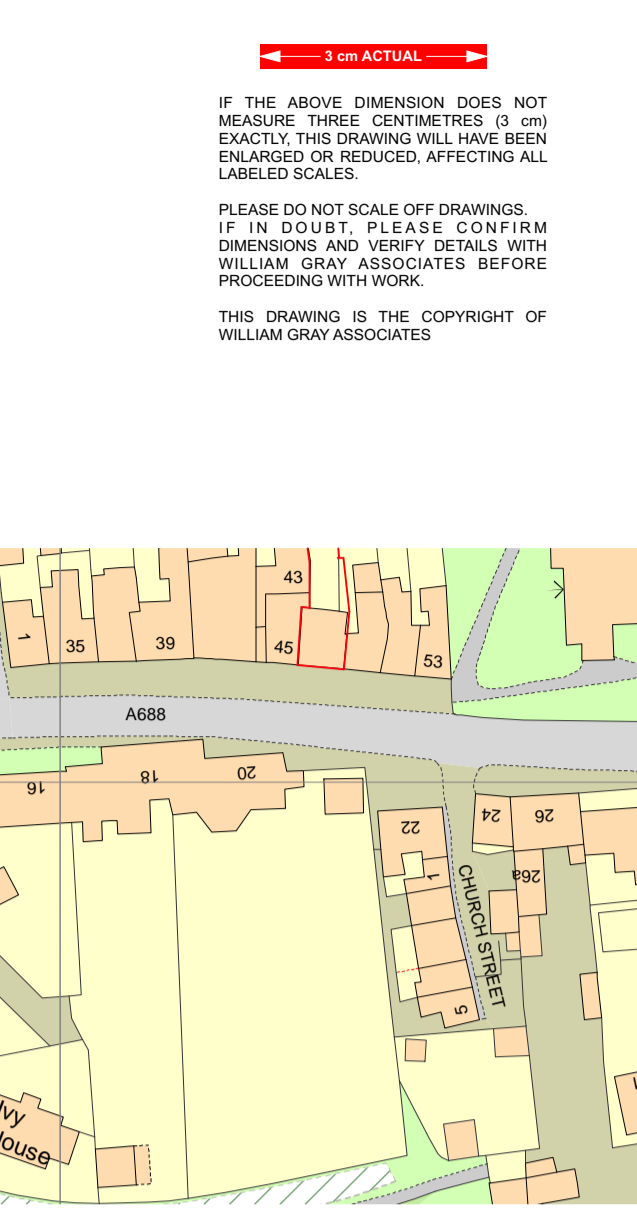 3 cm ACTUAL
IF THE ABOVE DIMENSION DOES NOT
MEASURE THREE CENTIMETRES (3 cm)
EXACTLY, THIS DRAWING WILL HAVE BEEN
ENLARGED OR REDUCED, AFFECTING ALL
LABELED SCALES.
PLEASE DO NOT SCALE OFF DRAWINGS.
IF IN DOUBT, PLEASE CONFIRM
DIMENSIONS AND VERIFY DETAILS WITH
WILLIAM GRAY ASSOCIATES BEFORE
PROCEEDING WITH WORK.
THIS DRAWING IS THE COPYRIGHT OF
WILLIAM GRAY ASSOCIATES
43
1
35
39
45
53
A688
16
18
20
22
24
26
1
26a
CHURCH STREET
5
Ivy
House